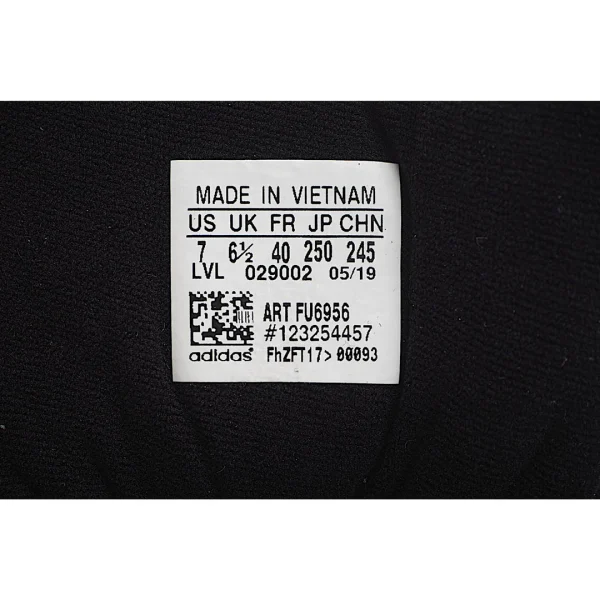 MADE IN VIETNAM
US UK FR JP CHN
7 6½ 40 250 245
LVL 029002 05/19
ART FU6956
#123254457
adidas FhZFT17> 00093